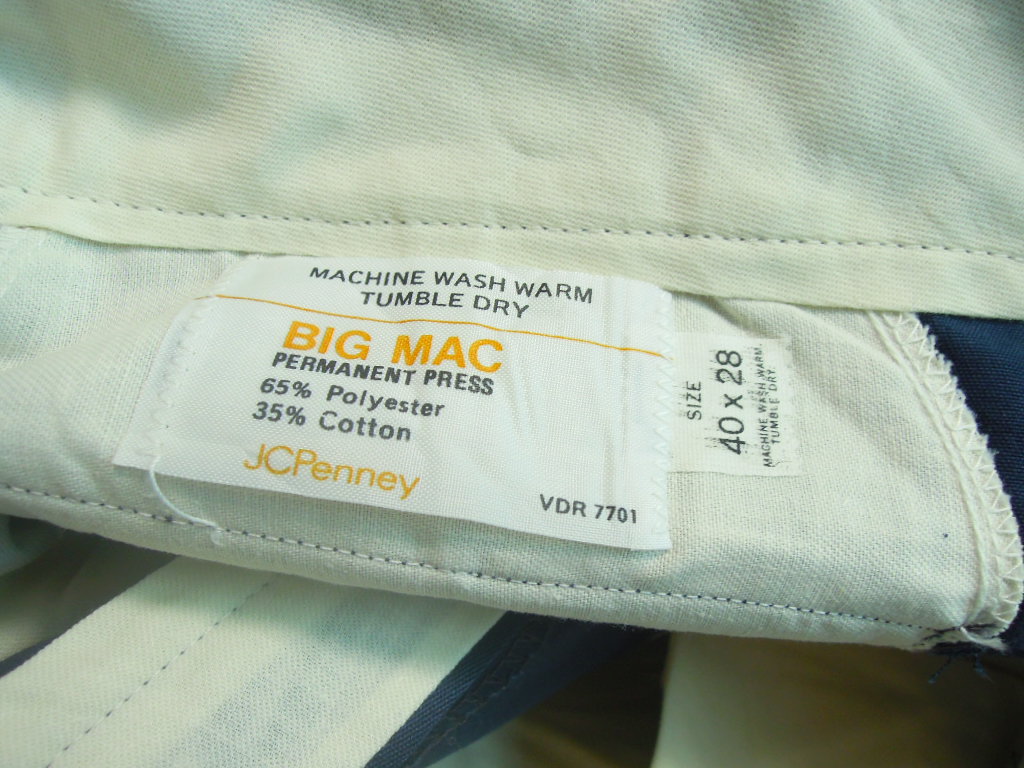 MACHINE WASH WARM
TUMBLE DRY
BIG MAC
PERMANENT PRESS
65% Polyester
35% Cotton
JCPenney
VDR 7701
SIZE
40 x 28
MACHINE WASH WARM.
TUMBLE DRY.